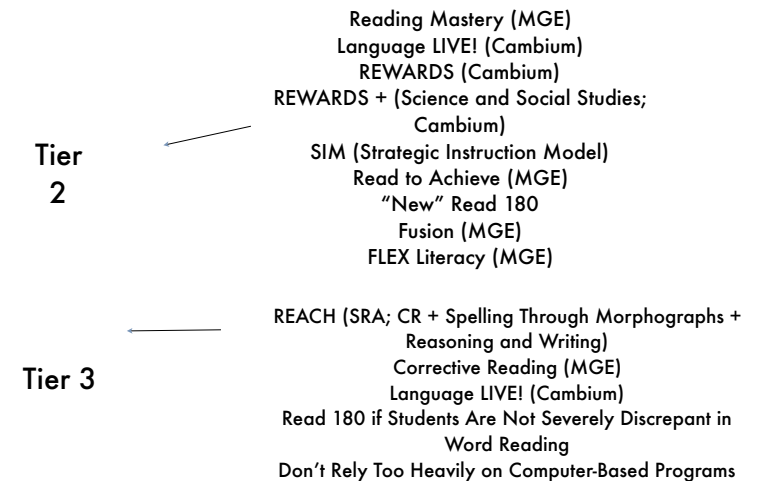 Reading Mastery (MGE)
Language LIVE! (Cambium)
REWARDS (Cambium)
REWARDS + (Science and Social Studies;
Cambium)
SIM (Strategic Instruction Model)
Read to Achieve (MGE)
“New” Read 180
Fusion (MGE)
FLEX Literacy (MGE)
Tier
2
REACH (SRA; CR + Spelling Through Morphographs +
Reasoning and Writing)
Corrective Reading (MGE)
Language LIVE! (Cambium)
Read 180 if Students Are Not Severely Discrepant in
Word Reading
Don’t Rely Too Heavily on Computer-Based Programs
Tier 3